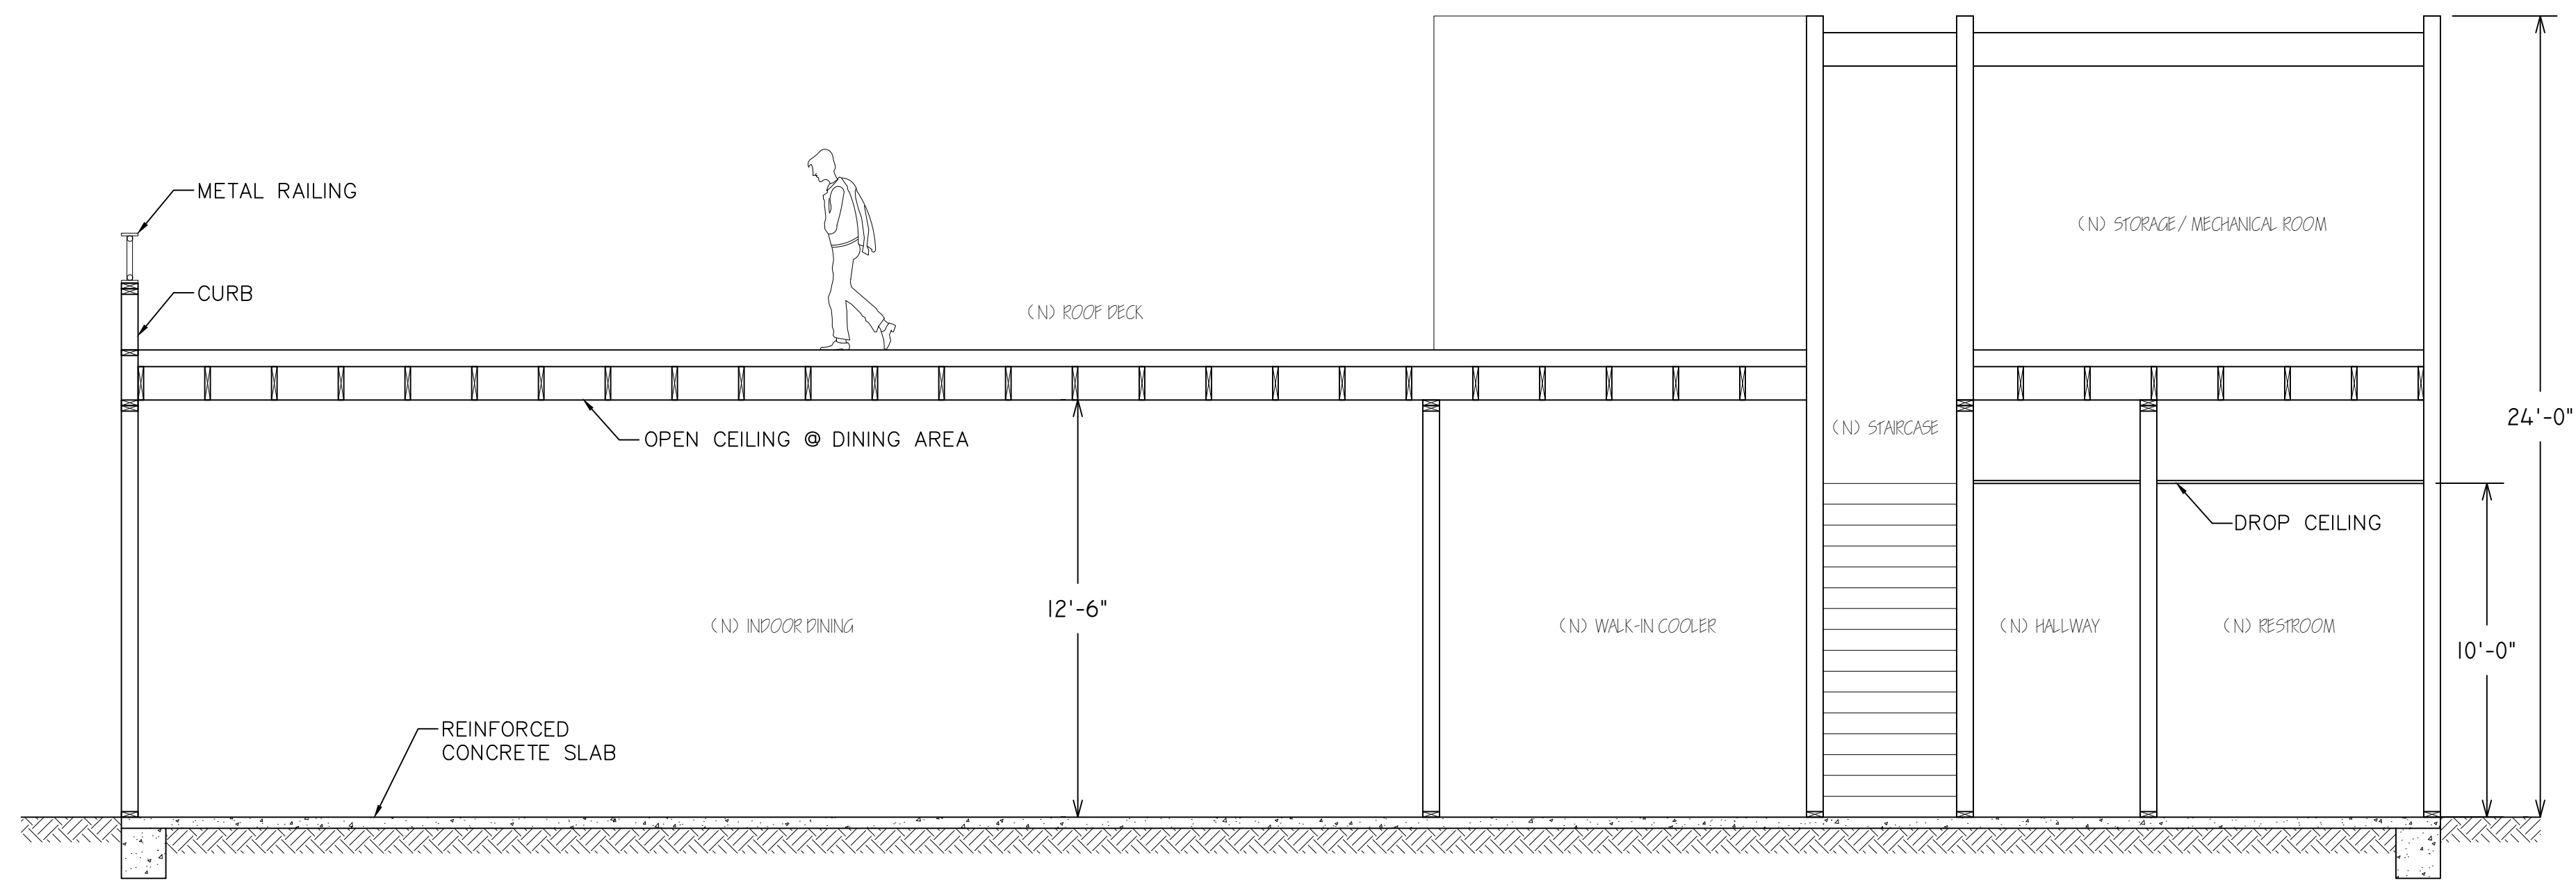 METAL RAILING
(N) STORAGE/ MECHANICAL ROOM
CURB
(N) ROOF DECK
24'-0"
(N) STAIRCASE
OPEN CEILING @ DINING AREA
DROP CEILING
12'-6"
(N) INDOOR DINING
(N) WALK-IN COOLER
(N) HALLWAY
(N) RESTROOM
10'-0"
REINFORCED
CONCRETE SLAB